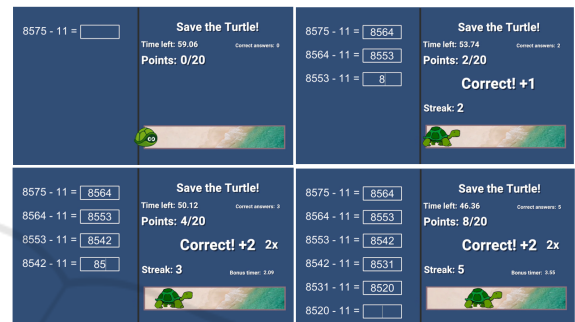 8575 - 11 =
Save the Turtle!
Time left: 59.06 Correct answers: 0
Points: 0/20
8575 - 11 = 8564
8564 - 11 = 8553
8553 - 11 = 8
Save the Turtle!
Time left: 53.74 Correct answers: 2
Points: 2/20
Correct! +1
Streak: 2
8575 - 11 = 8564
8564 - 11 = 8553
8553 - 11 = 8542
8542 - 11 = 85
Save the Turtle!
Time left: 50.12 Correct answers: 3
Points: 4/20
Correct! +2 2x
Streak: 3 Bonus timer: 2.09
8575 - 11 = 8564
8564 - 11 = 8553
8553 - 11 = 8542
8542 - 11 = 8531
8531 - 11 = 8520
8520 - 11 =
Save the Turtle!
Time left: 46.36 Correct answers: 5
Points: 8/20
Correct! +2 2x
Streak: 5 Bonus timer: 3.55